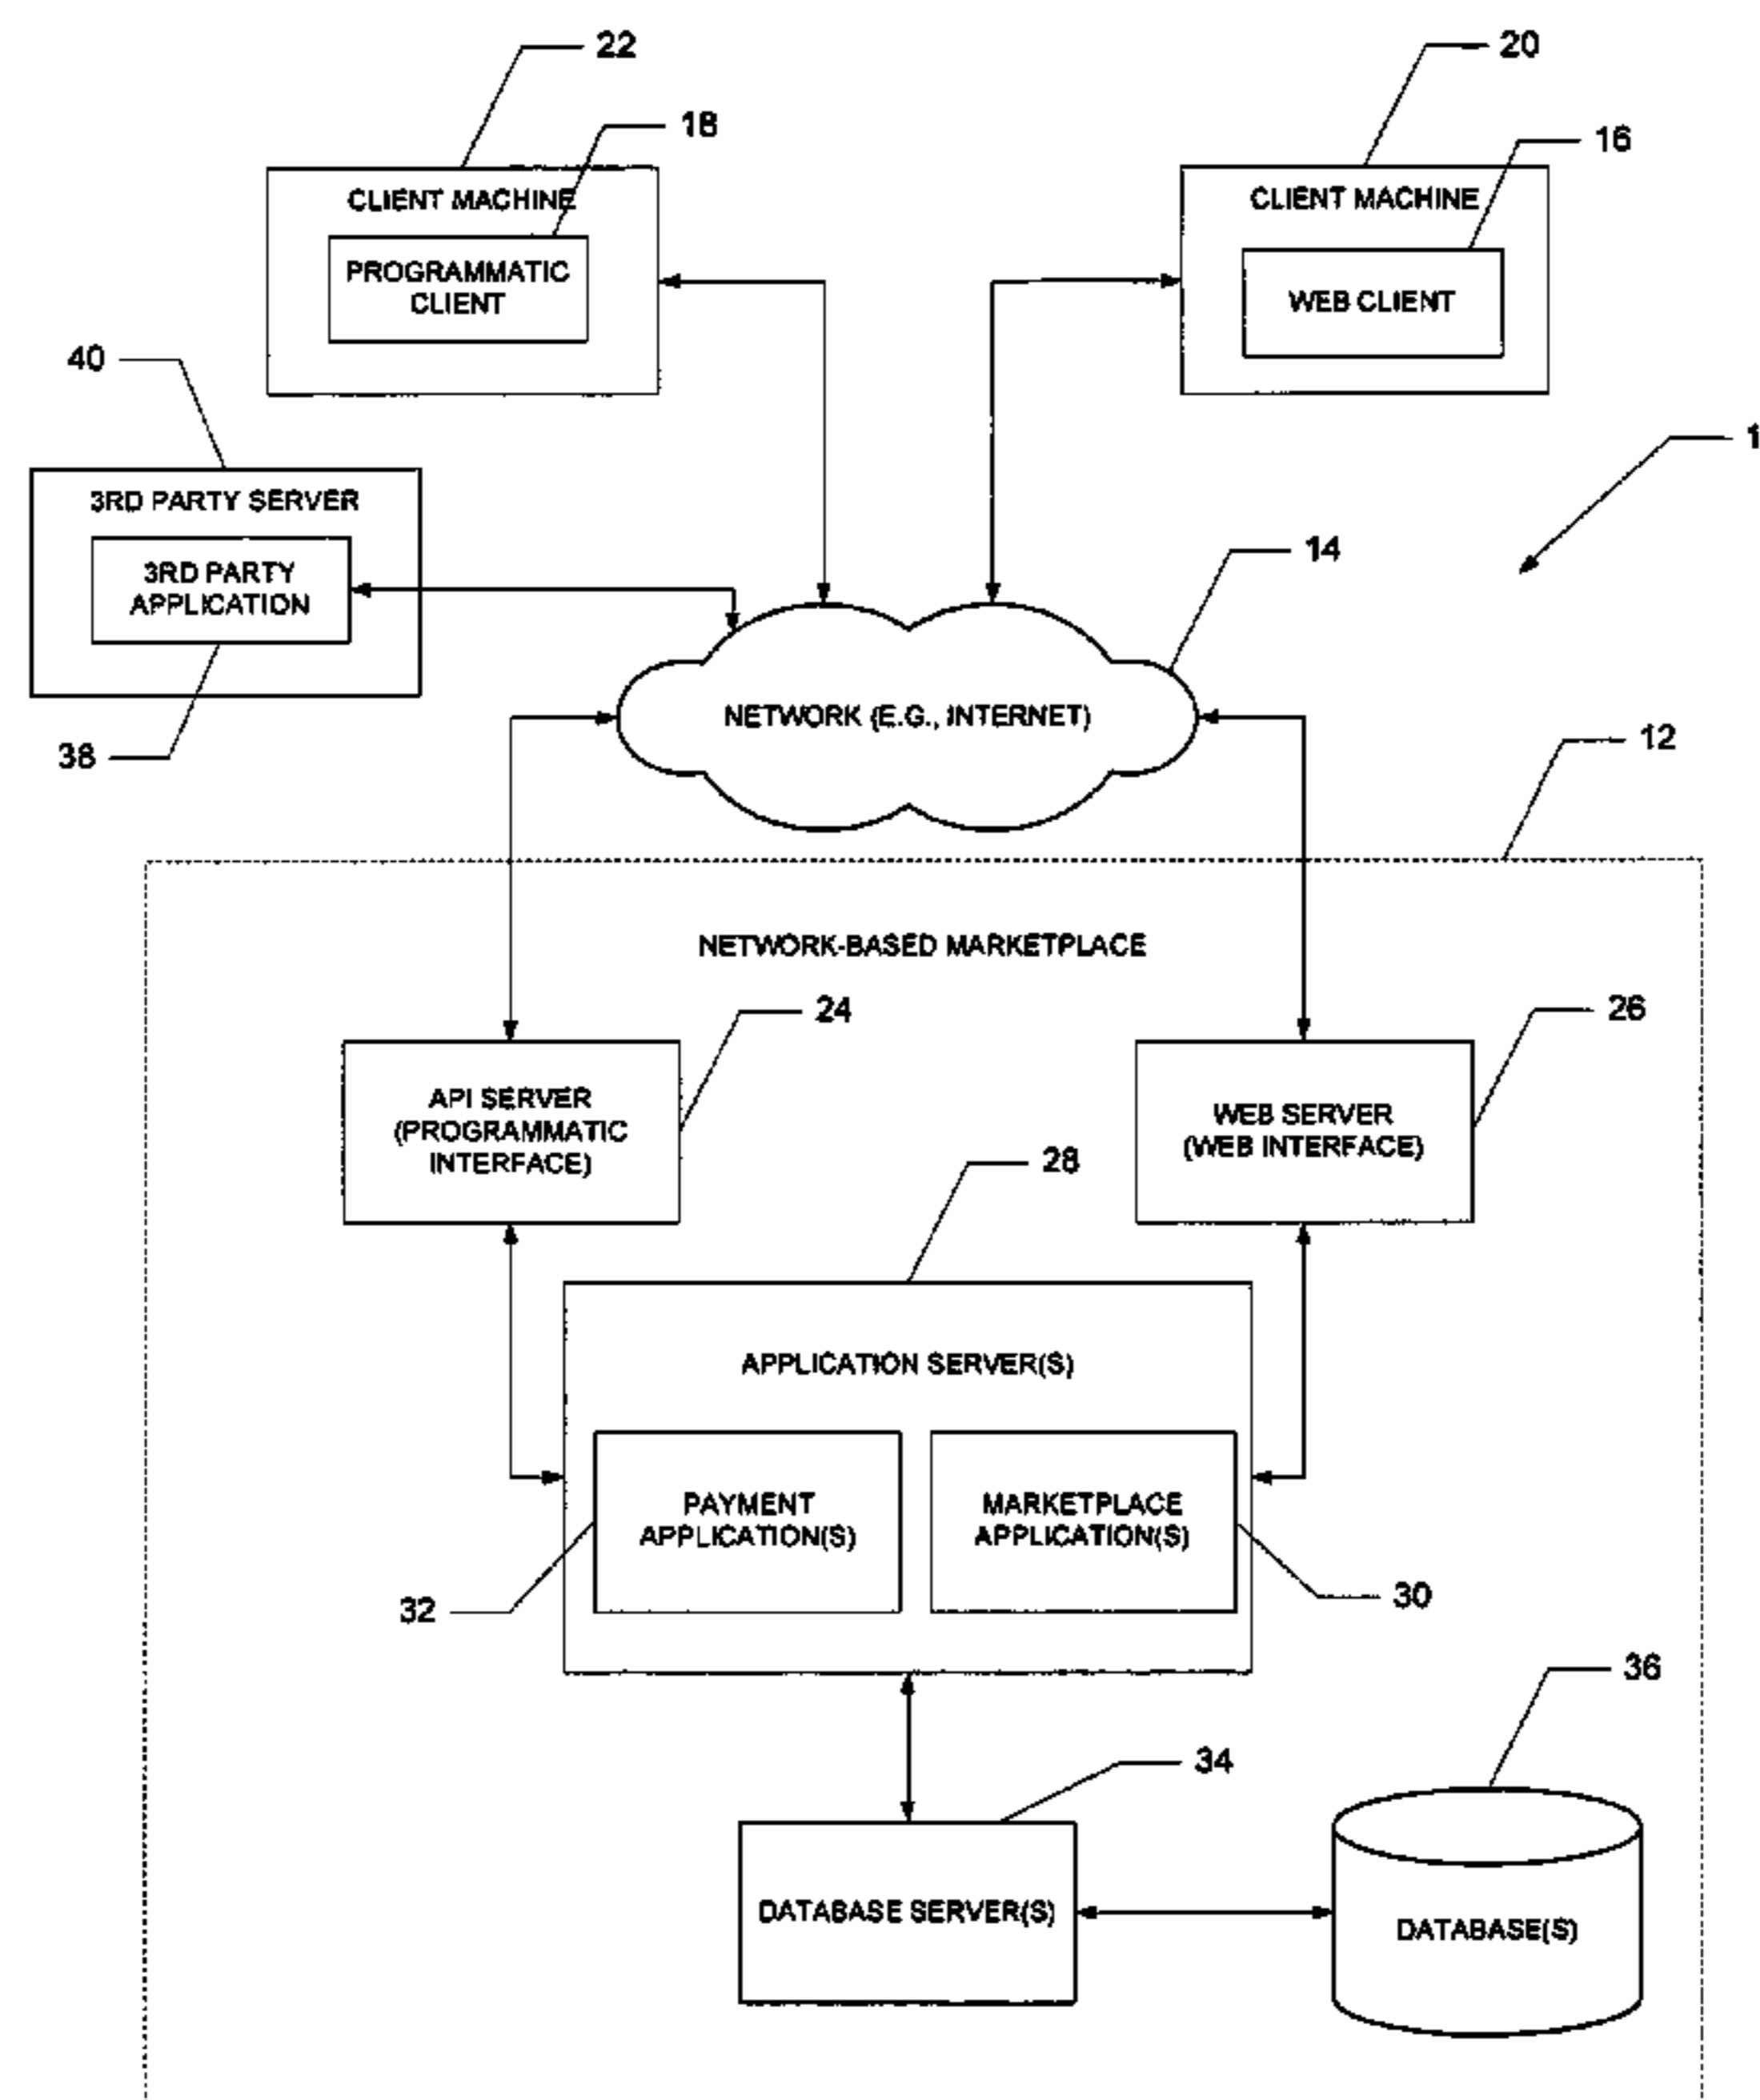 22
20
18
16
CLIENT MACHINE
CLIENT MACHINE
PROGRAMMATIC
CLIENT
WEB CLIENT
40
1
3RD PARTY SERVER
14
3RD PARTY
APPLICATION
NETWORK (E.G., INTERNET)
38
12
NETWORK-BASED MARKETPLACE
24
26
API SERVER
(PROGRAMMATIC
INTERFACE)
WEB SERVER
(WEB INTERFACE)
28
APPLICATION SERVER(S)
PAYMENT
APPLICATION(S)
MARKETPLACE
APPLICATION(S)
32
30
36
34
DATABASE SERVER(S)
DATABASE(S)